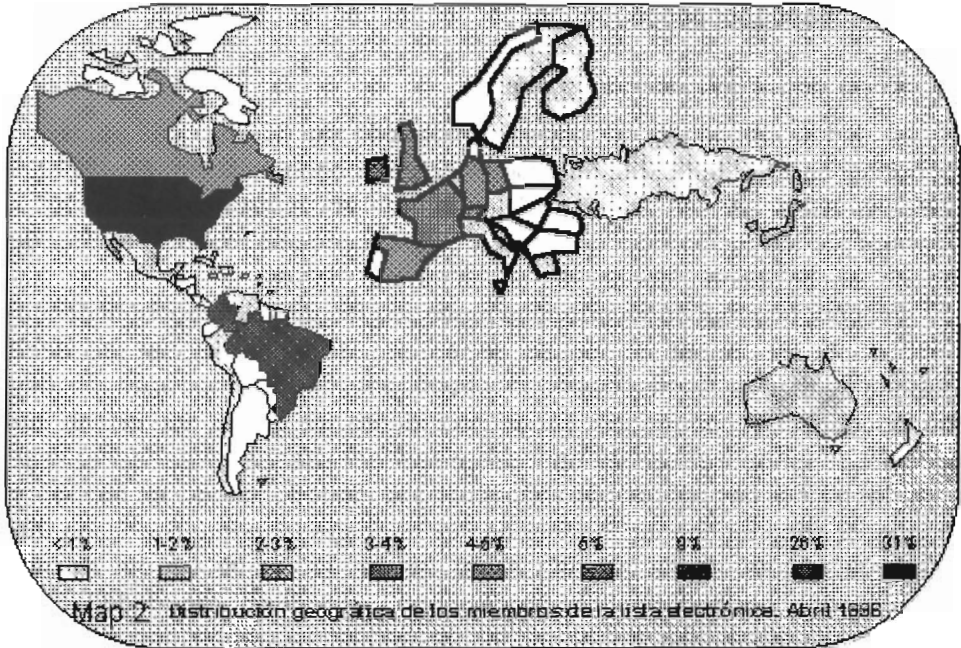 <1% 1-2% 2-3% 3-4% 4-5% 6% 9% 26% 31%
Map 2: Distribución geográfica de los miembros de la lista electrónica. Abril